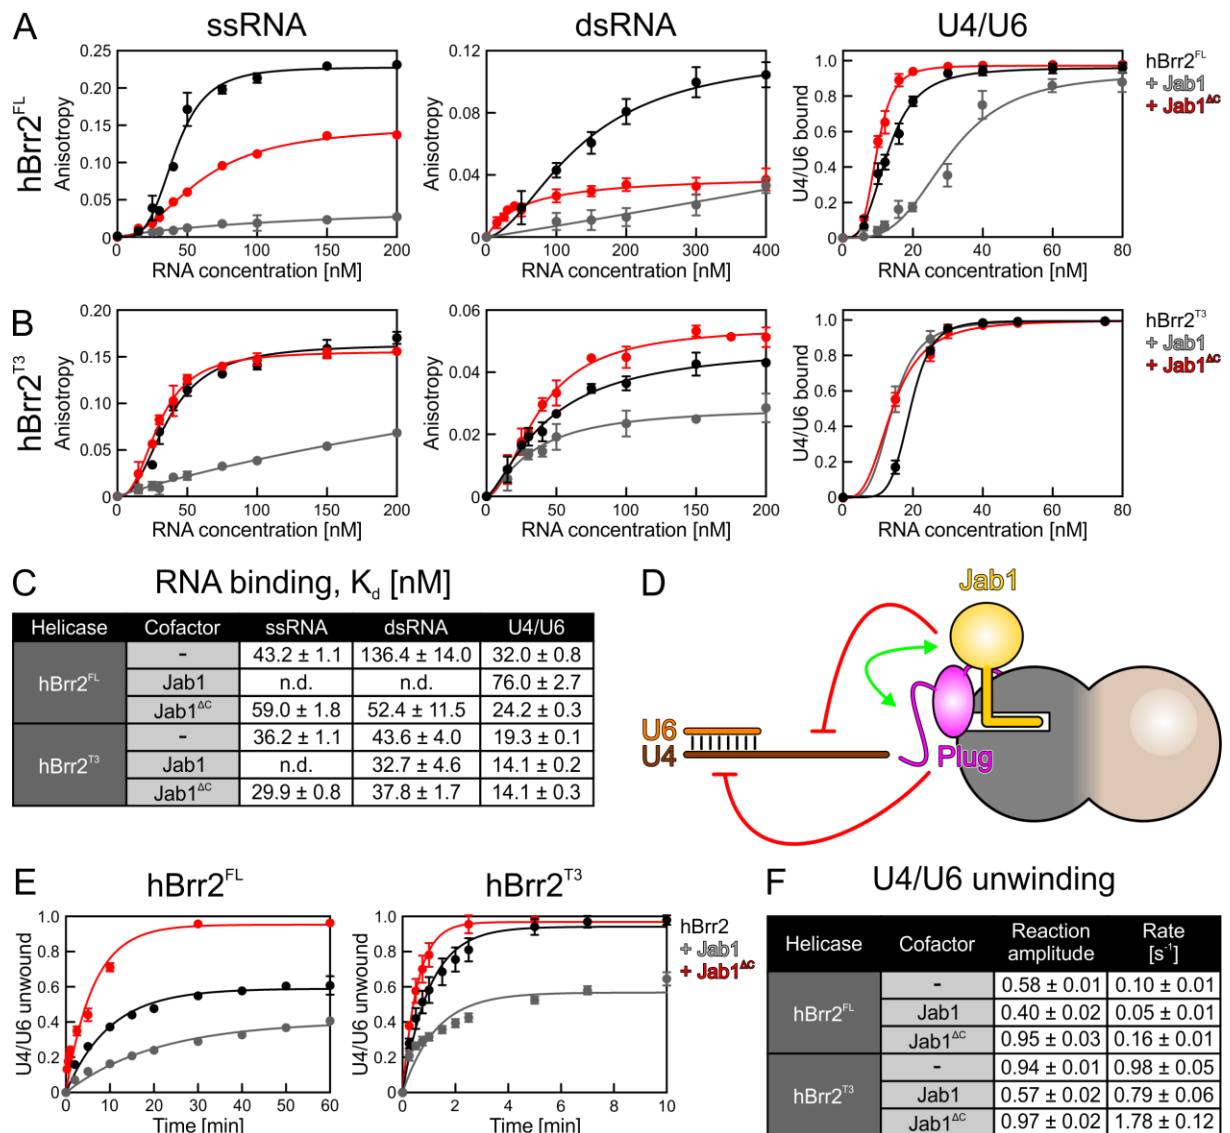 A
ssRNA
dsRNA
U4/U6
hBrr2FL
Anisotropy
0.25
0.20
0.15
0.10
0.05
0
0 50 100 150 200
RNA concentration [nM]
Anisotropy
0.12
0.08
0.04
0
0 100 200 300 400
RNA concentration [nM]
U4/U6 bound
1.0
0.8
0.6
0.4
0.2
0
0 20 40 60 80
RNA concentration [nM]
hBrr2FL
+ Jab1
+ Jab1ΔC
B
hBrr2T3
Anisotropy
0.20
0.15
0.10
0.05
0
0 50 100 150 200
RNA concentration [nM]
Anisotropy
0.06
0.04
0.02
0
0 50 100 150 200
RNA concentration [nM]
U4/U6 bound
1.0
0.8
0.6
0.4
0.2
0
0 20 40 60 80
RNA concentration [nM]
hBrr2T3
+ Jab1
+ Jab1ΔC
C
RNA binding, Kd [nM]
Helicase Cofactor ssRNA dsRNA U4/U6
hBrr2FL
- 43.2 ± 1.1 136.4 ± 14.0 32.0 ± 0.8
Jab1 n.d. n.d. 76.0 ± 2.7
Jab1ΔC 59.0 ± 1.8 52.4 ± 11.5 24.2 ± 0.3
hBrr2T3
- 36.2 ± 1.1 43.6 ± 4.0 19.3 ± 0.1
Jab1 n.d. 32.7 ± 4.6 14.1 ± 0.2
Jab1ΔC 29.9 ± 0.8 37.8 ± 1.7 14.1 ± 0.3
D
Jab1
U6
U4
Plug
E
hBrr2FL
U4/U6 unwound
1.0
0.8
0.6
0.4
0.2
0
0 10 20 30 40 50 60
Time [min]
hBrr2T3
1.0
0.8
0.6
0.4
0.2
0
0 2 4 6 8 10
Time [min]
hBrr2
+ Jab1
+ Jab1ΔC
F
U4/U6 unwinding
Helicase Cofactor Reaction amplitude Rate [s-1]
hBrr2FL
- 0.58 ± 0.01 0.10 ± 0.01
Jab1 0.40 ± 0.02 0.05 ± 0.01
Jab1ΔC 0.95 ± 0.03 0.16 ± 0.01
hBrr2T3
- 0.94 ± 0.01 0.98 ± 0.05
Jab1 0.57 ± 0.02 0.79 ± 0.06
Jab1ΔC 0.97 ± 0.02 1.78 ± 0.12